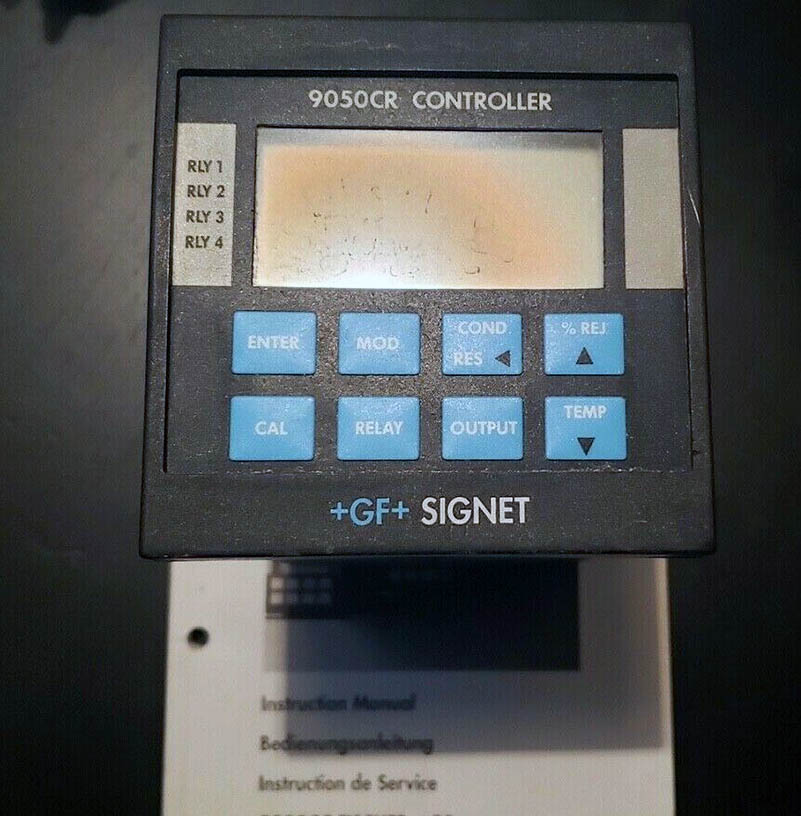 9050CR CONTROLLER
RLY 1
RLY 2
RLY 3
RLY 4
ENTER MOD COND RES ◀ % REJ ▲
CAL RELAY OUTPUT TEMP ▼
+GF+ SIGNET
Instruction Manual
Bedienungsanleitung
Instruction de Service